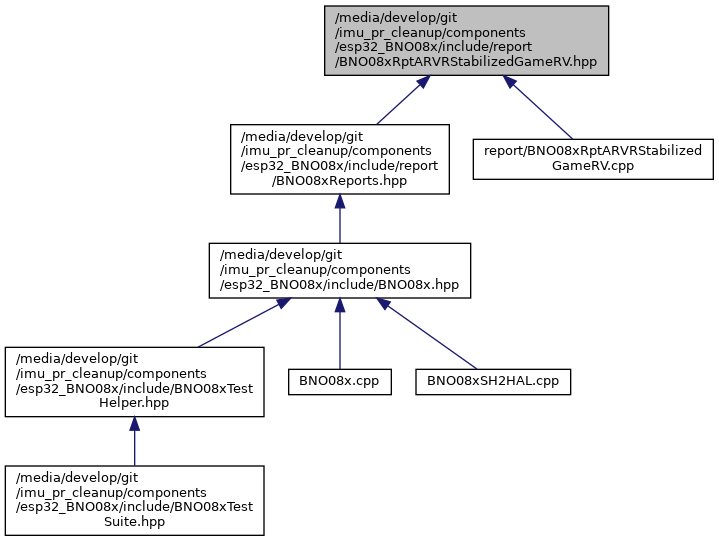 /media/develop/git
/imu_pr_cleanup/components
/esp32_BNO08x/include/report
/BNO08xRptARVRStabilizedGameRV.hpp
/media/develop/git
/imu_pr_cleanup/components
/esp32_BNO08x/include/report
/BNO08xReports.hpp
report/BNO08xRptARVRStabilized
GameRV.cpp
/media/develop/git
/imu_pr_cleanup/components
/esp32_BNO08x/include/BNO08x.hpp
/media/develop/git
/imu_pr_cleanup/components
/esp32_BNO08x/include/BNO08xTest
Helper.hpp
BNO08x.cpp
BNO08xSH2HAL.cpp
/media/develop/git
/imu_pr_cleanup/components
/esp32_BNO08x/include/BNO08xTest
Suite.hpp